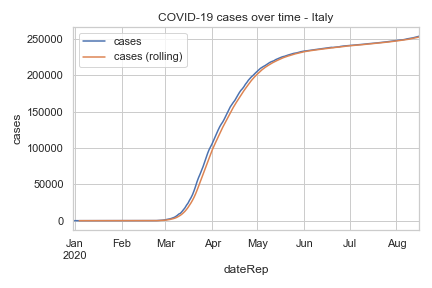 COVID-19 cases over time - Italy
cases
cases (rolling)
250000
200000
150000
100000
50000
0
cases
Jan Feb Mar Apr May Jun Jul Aug
2020
dateRep